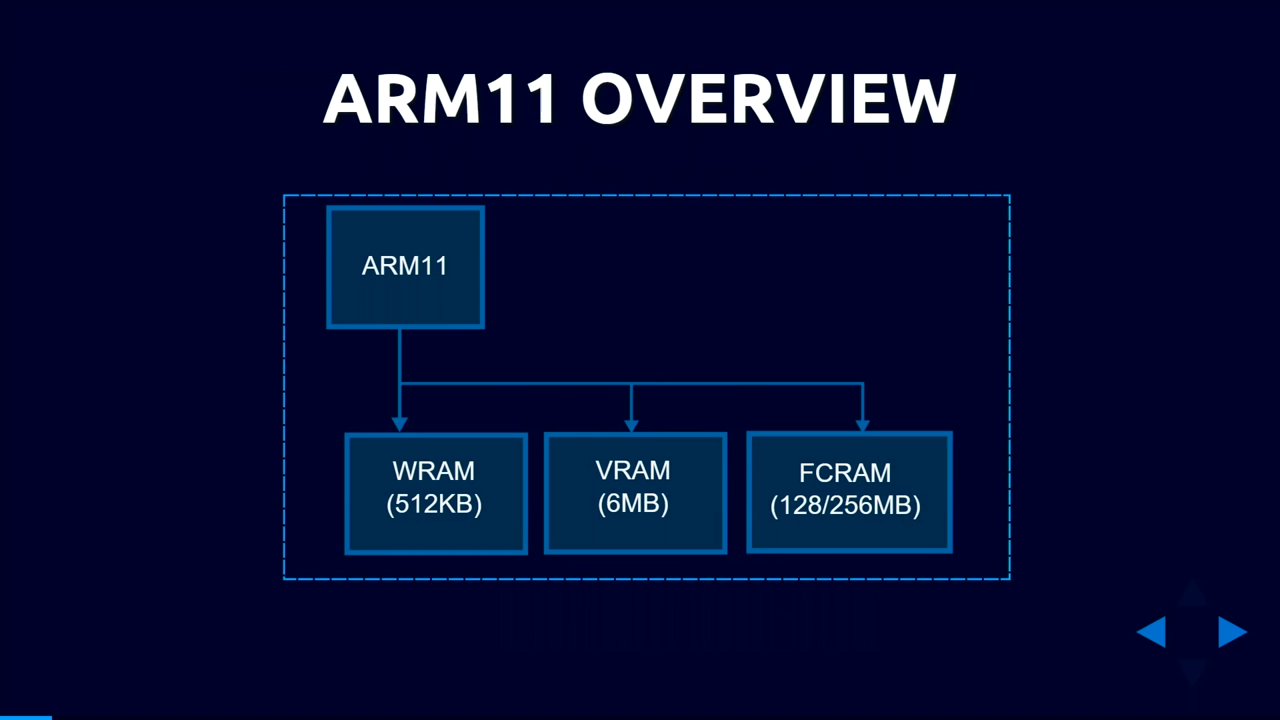 ARM11 OVERVIEW
ARM11
WRAM
(512KB)
VRAM
(6MB)
FCRAM
(128/256MB)